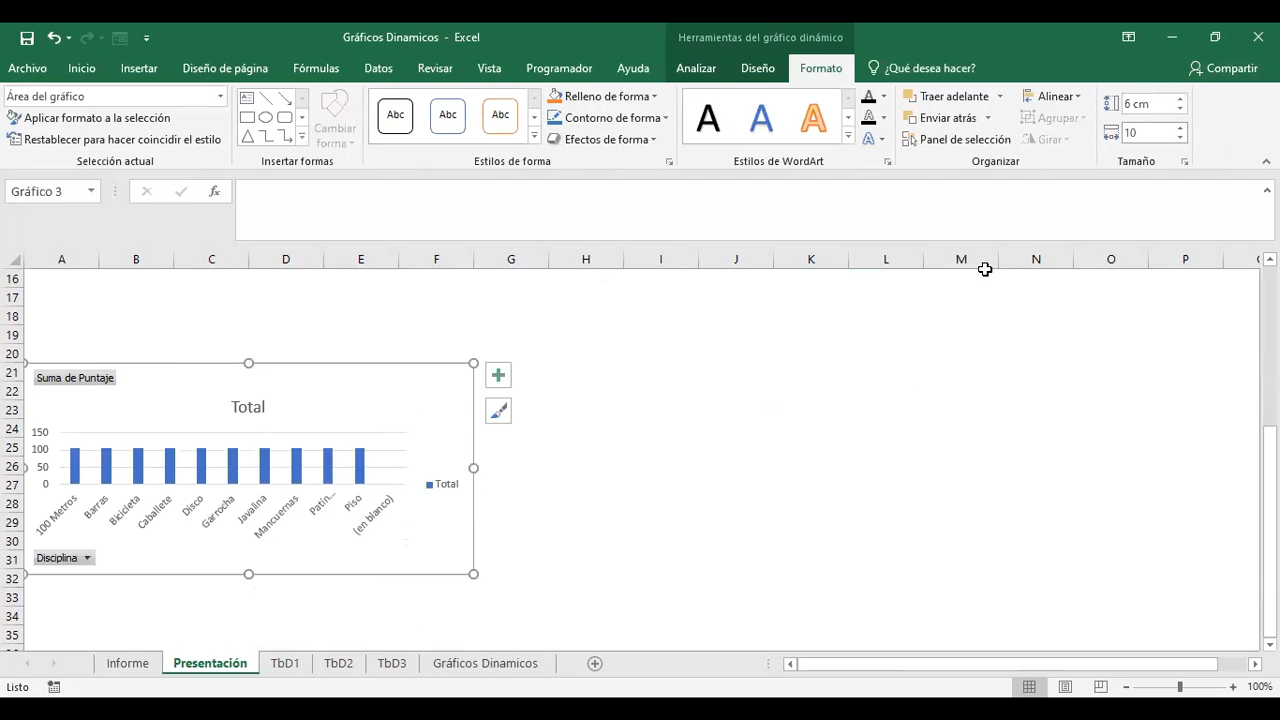 Gráficos Dinamicos - Excel
Herramientas del gráfico dinámico
Archivo Inicio Insertar Diseño de página Fórmulas Datos Revisar Vista Programador Ayuda Analizar Diseño Formato ¿Qué desea hacer? Compartir
Área del gráfico
Aplicar formato a la selección
Restablecer para hacer coincidir el estilo
Selección actual
Cambiar
forma
Insertar formas
Abc Abc Abc
Relleno de forma
Contorno de forma
Efectos de forma
Estilos de forma
A A A
A
A
A
Estilos de WordArt
Traer adelante
Enviar atrás
Panel de selección
Alinear
Agrupar
Girar
Organizar
6 cm
10
Tamaño
Gráfico 3
fx
A B C D E F G H I J K L M N O P
16
17
18
19
20
21
22
23
24
25
26
27
28
29
30
31
32
33
34
35
Suma de Puntaje
Total
150
100
50
0
100 Metros
Barras
Bicicleta
Caballete
Disco
Garrocha
Javalina
Mancuernas
Patín...
Piso
(en blanco)
Total
Disciplina
Informe Presentación TbD1 TbD2 TbD3 Gráficos Dinamicos
Listo
100%